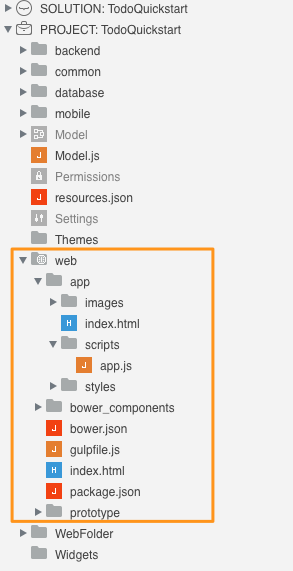 SOLUTION: TodoQuickstart
PROJECT: TodoQuickstart
backend
common
database
mobile
Model
J Model.js
Permissions
J resources.json
Settings
Themes
web
app
images
H index.html
scripts
J app.js
styles
bower_components
J bower.json
J gulpfile.js
H index.html
J package.json
prototype
WebFolder
Widgets